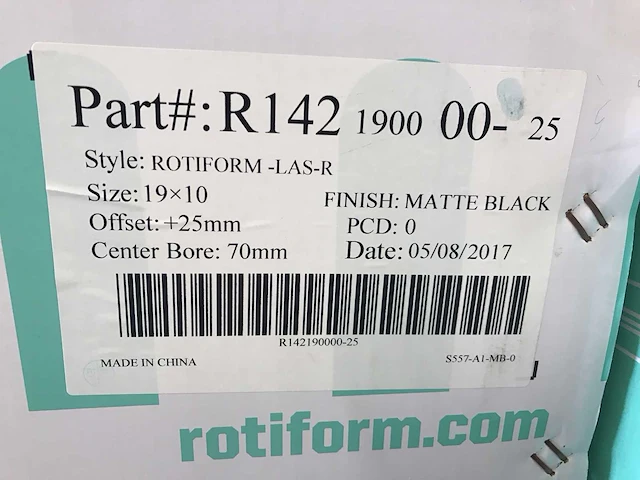 Part#: R142 1900 00- 25
Style: ROTIFORM -LAS-R
Size: 19×10 FINISH: MATTE BLACK
Offset: +25mm PCD: 0
Center Bore: 70mm Date: 05/08/2017
R142190000-25
MADE IN CHINA S557-A1-MB-0
rotiform.com